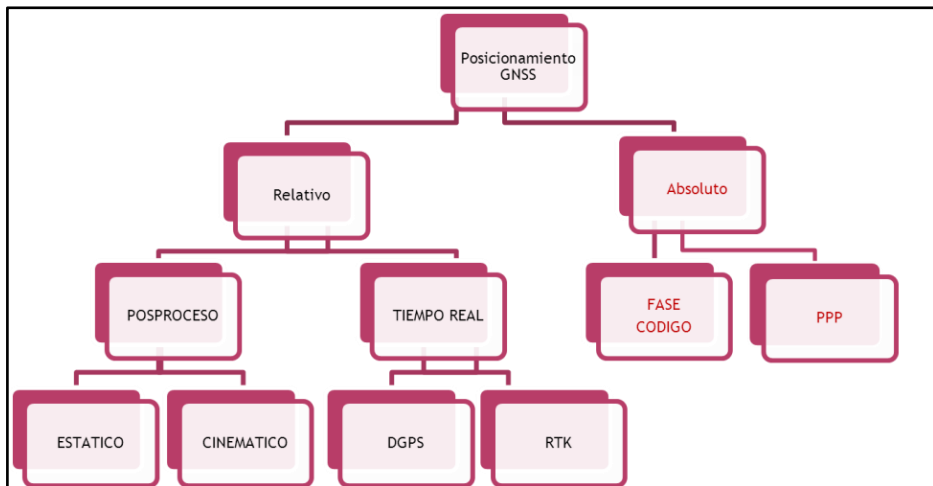 Posicionamiento
GNSS
Relativo
Absoluto
POSPROCESO
TIEMPO REAL
FASE
CODIGO
PPP
ESTATICO
CINEMATICO
DGPS
RTK